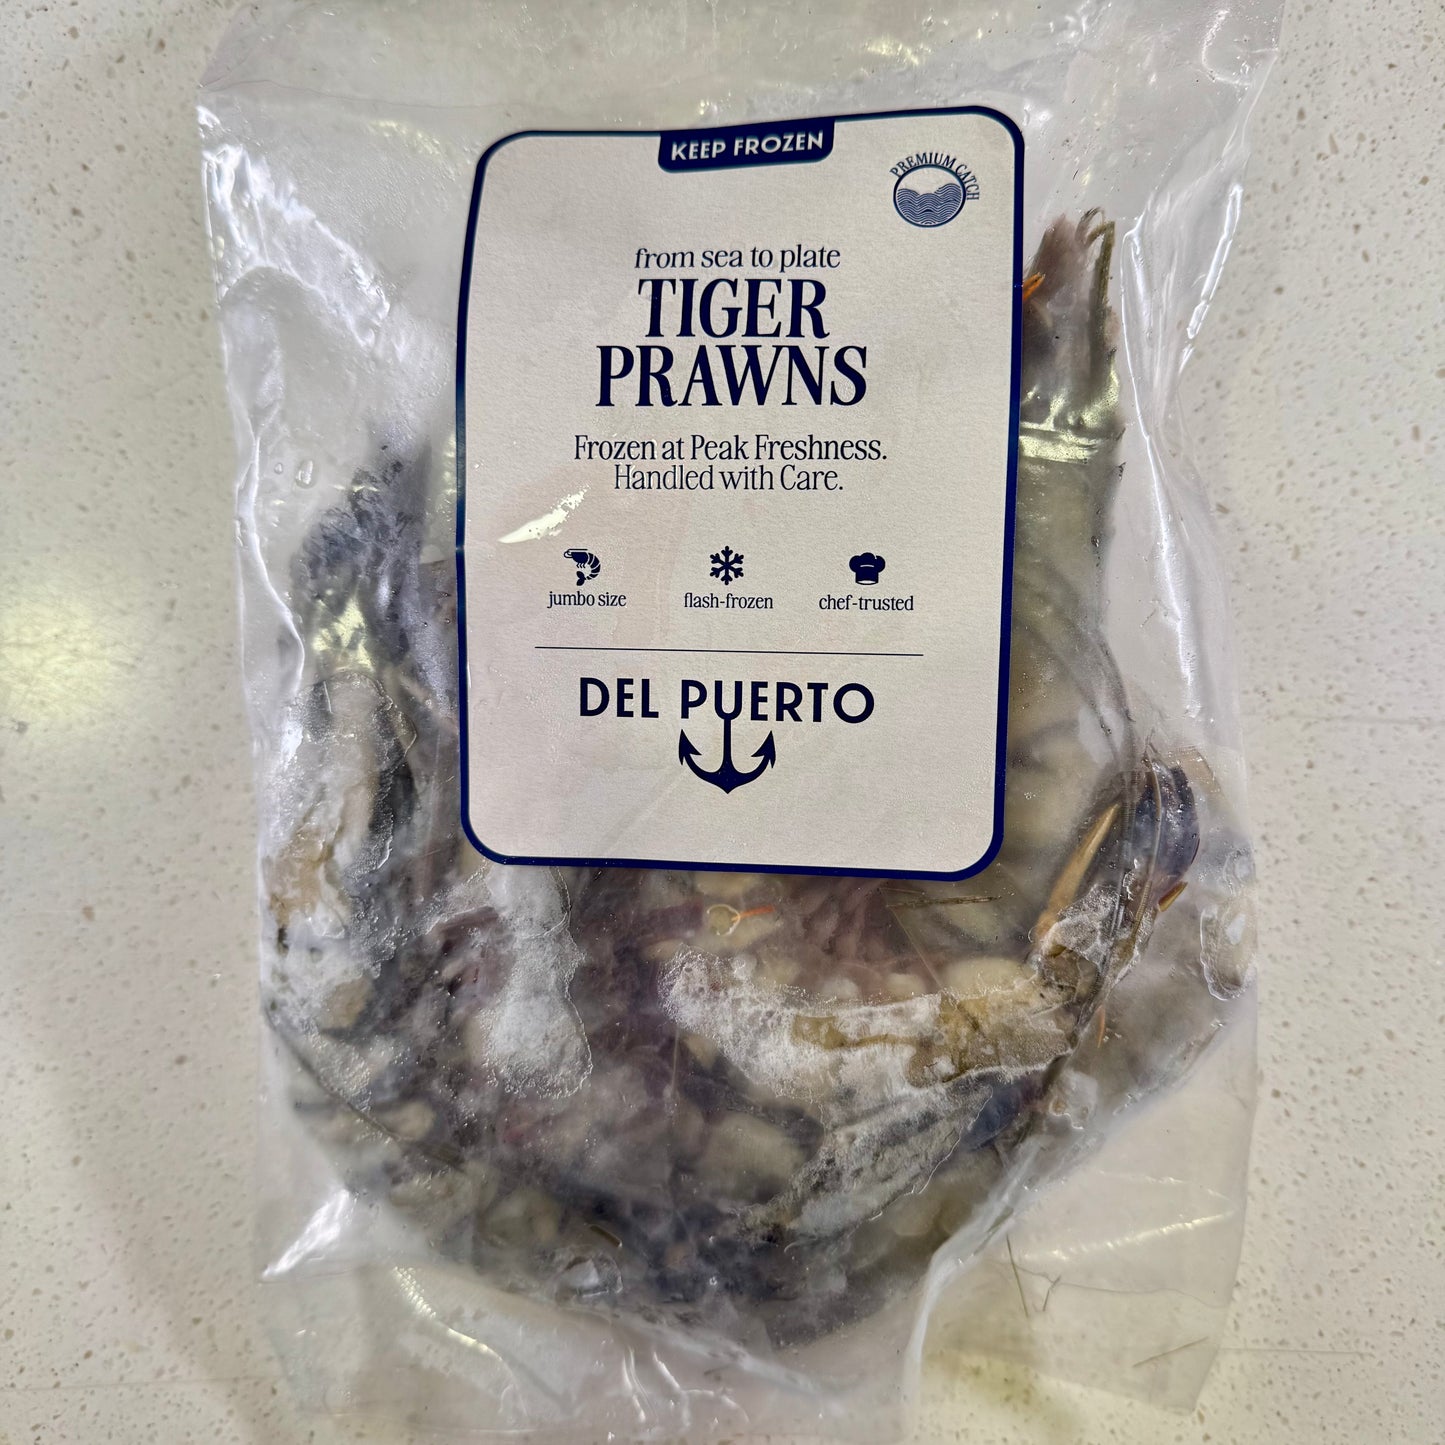 KEEP FROZEN
PREMIUM CATCH
from sea to plate
TIGER
PRAWNS
Frozen at Peak Freshness.
Handled with Care.
jumbo size
flash-frozen
chef-trusted
DEL PUERTO